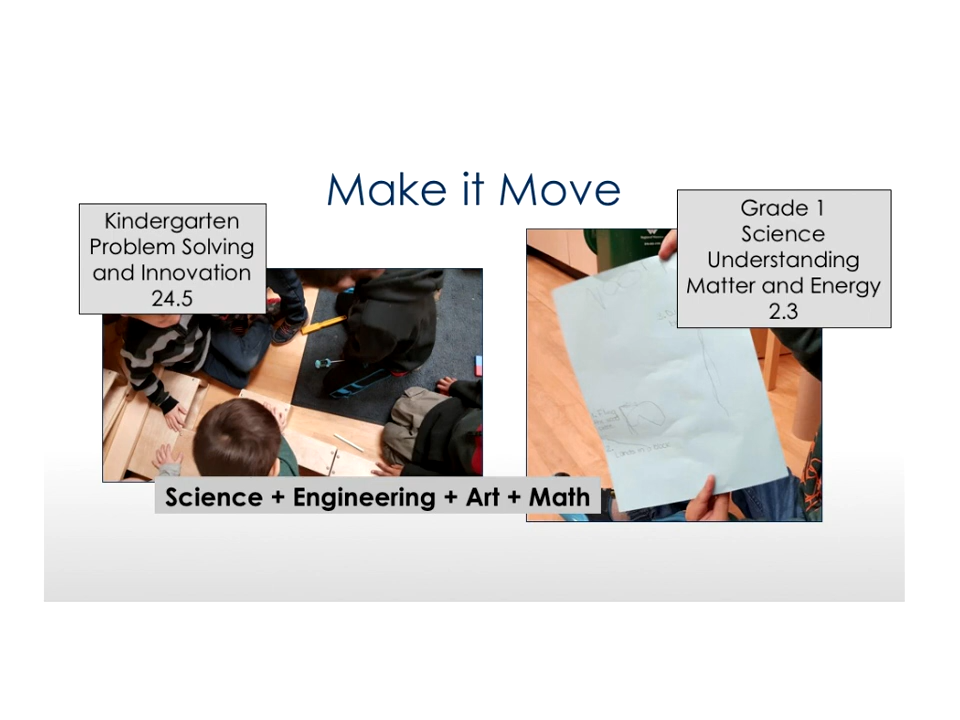 Make it Move
Kindergarten
Problem Solving
and Innovation
24.5
Grade 1
Science
Understanding
Matter and Energy
2.3
Science + Engineering + Art + Math